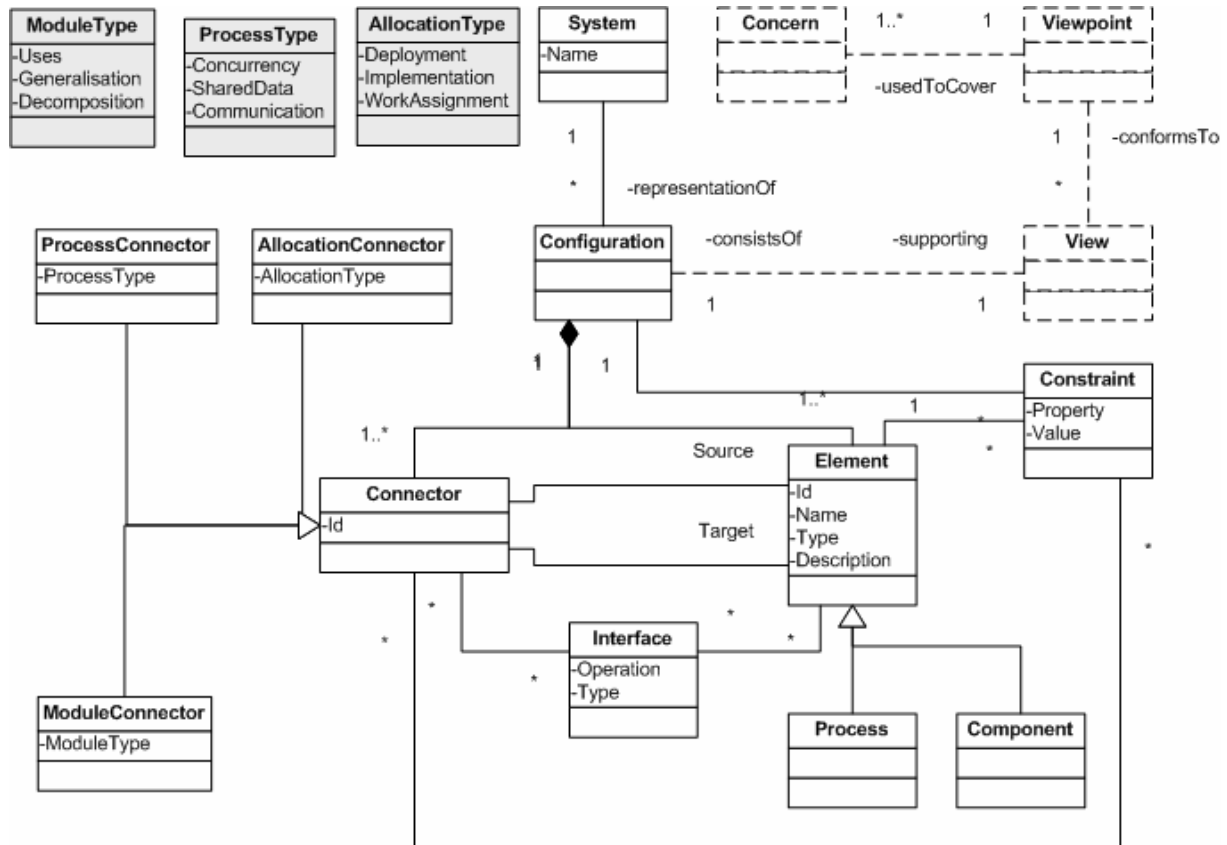 ModuleType
-Uses
-Generalisation
-Decomposition
ProcessType
-Concurrency
-SharedData
-Communication
AllocationType
-Deployment
-Implementation
-WorkAssignment
System
-Name
Concern
1..*
1
Viewpoint
-usedToCover
1
*
-representationOf
1
*
-conformsTo
ProcessConnector
-ProcessType
AllocationConnector
-AllocationType
Configuration
-consistsOf
-supporting
1
1
View
1
1..*
1
*
*
Constraint
-Property
-Value
1..*
Source
Target
Connector
-Id
Element
-Id
-Name
-Type
-Description
*
*
*
*
*
*
Interface
-Operation
-Type
ModuleConnector
-ModuleType
Process
Component